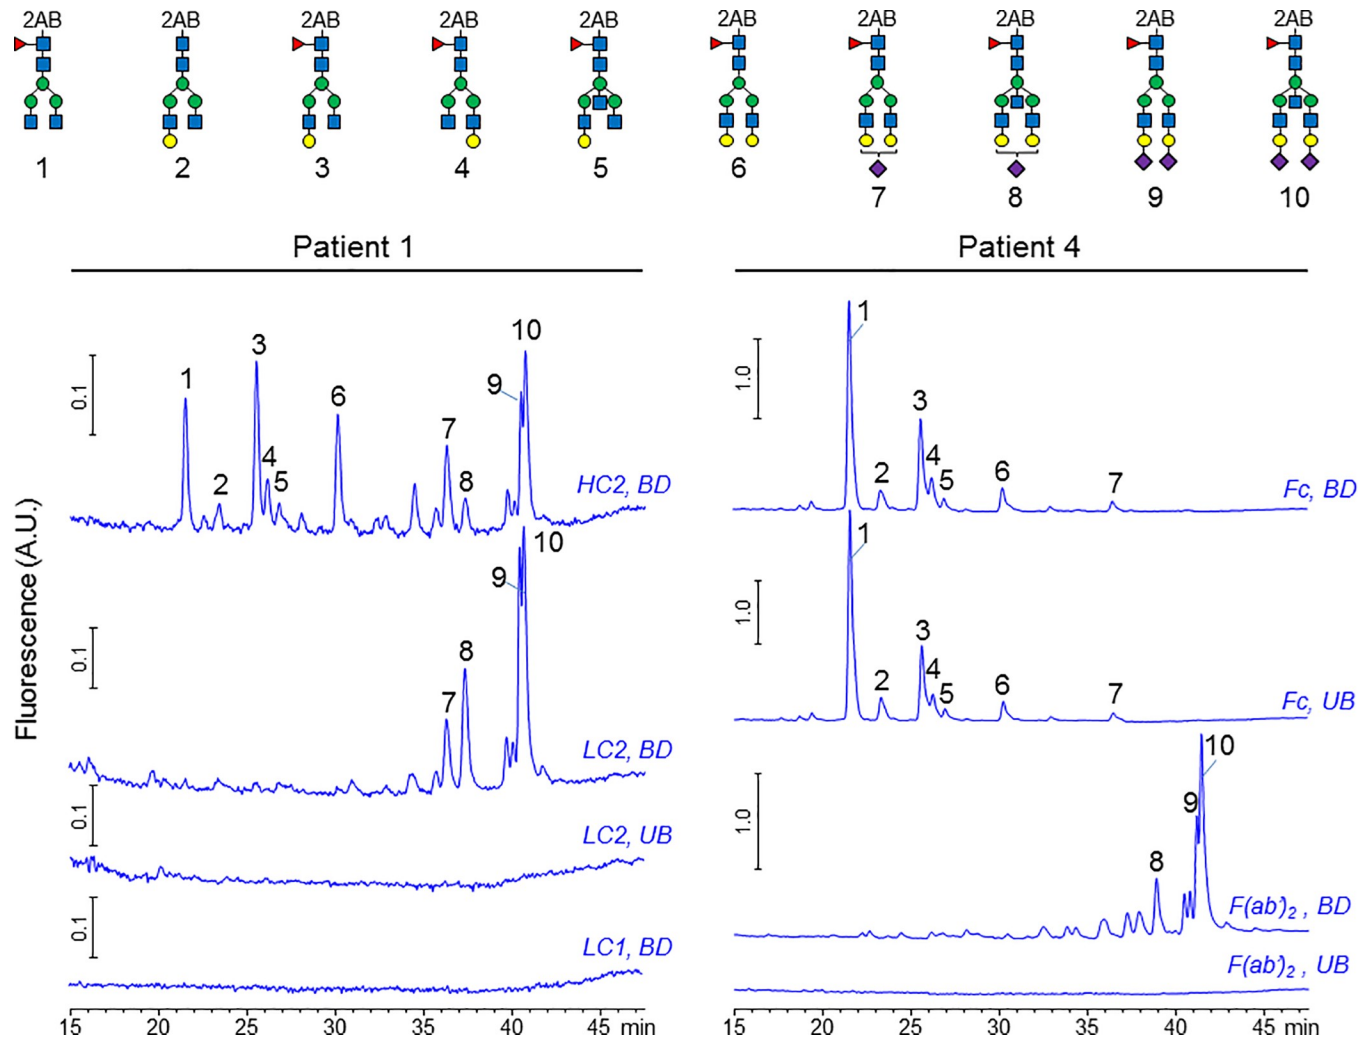 2AB 2AB 2AB 2AB 2AB 2AB 2AB 2AB 2AB 2AB
1 2 3 4 5 6 7 8 9 10
Patient 1
Patient 4
Fluorescence (A.U.)
0.1
1 2 3 4 5 6 7 8 9 10
HC2, BD
0.1
7 8 9 10
LC2, BD
0.1
LC2, UB
0.1
LC1, BD
15 20 25 30 35 40 45 min
1.0
1 2 3 4 5 6 7
Fc, BD
1.0
1 2 3 4 5 6 7
Fc, UB
1.0
8 9 10
F(ab')2 , BD
F(ab')2 , UB
15 20 25 30 35 40 45 min